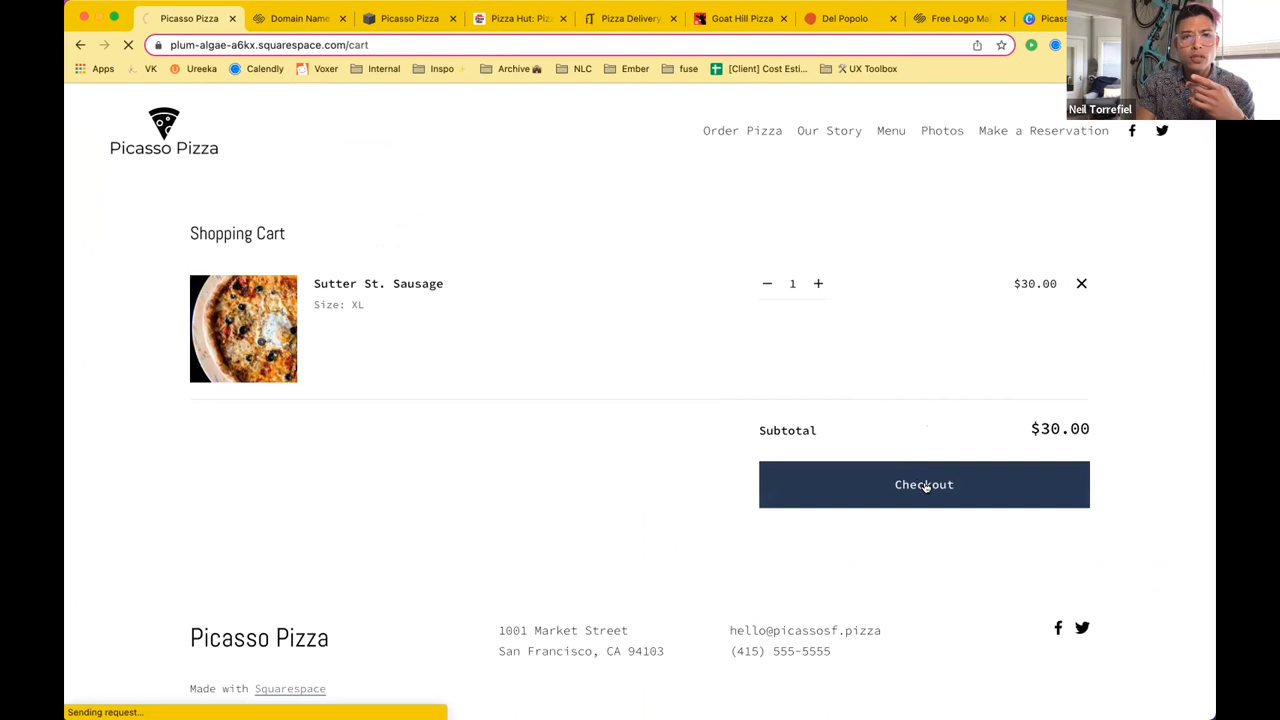 Picasso Pizza
Domain Name
Picasso Pizza
Pizza Hut: Piz
Pizza Delivery
Goat Hill Pizza
Del Popolo
Free Logo Ma
Picass
plum-algae-a6kx.squarespace.com/cart
Apps
VK
Ureeka
Calendly
Voxer
Internal
Inspo
Archive
NLC
Ember
fuse
[Client] Cost Esti...
UX Toolbox
Neil Torrefiel
Picasso Pizza
Order Pizza
Our Story
Menu
Photos
Make a Reservation
Shopping Cart
Sutter St. Sausage
Size: XL
1
$30.00
Subtotal
$30.00
Checkout
Picasso Pizza
1001 Market Street
San Francisco, CA 94103
hello@picassosf.pizza
(415) 555-5555
Made with Squarespace
Sending request...